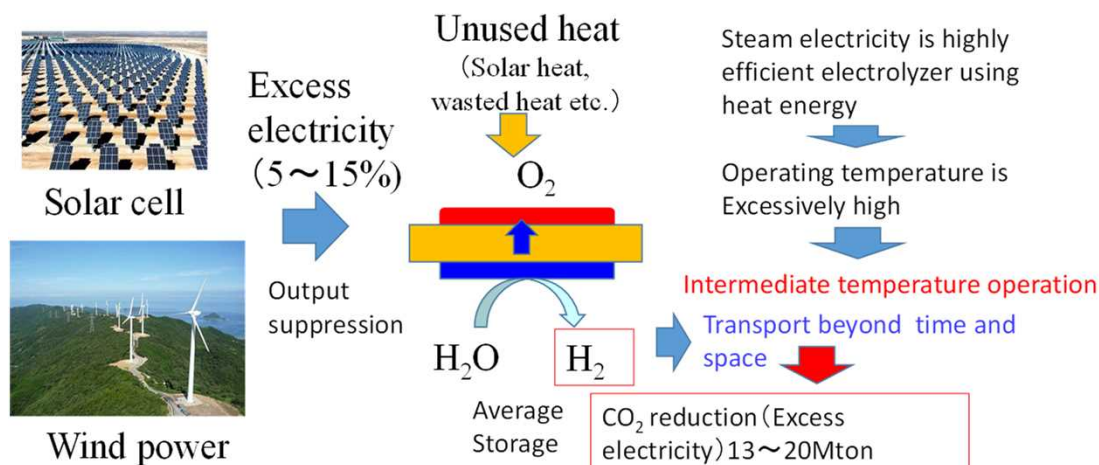 Solar cell
Wind power
Excess
electricity
(5～15%)
Output
suppression
Unused heat
（Solar heat,
wasted heat etc.）
O₂
H₂O
H₂
Average
Storage
Steam electricity is highly
efficient electrolyzer using
heat energy
Operating temperature is
Excessively high
Intermediate temperature operation
Transport beyond time and
space
CO₂ reduction（Excess
electricity）13～20Mton